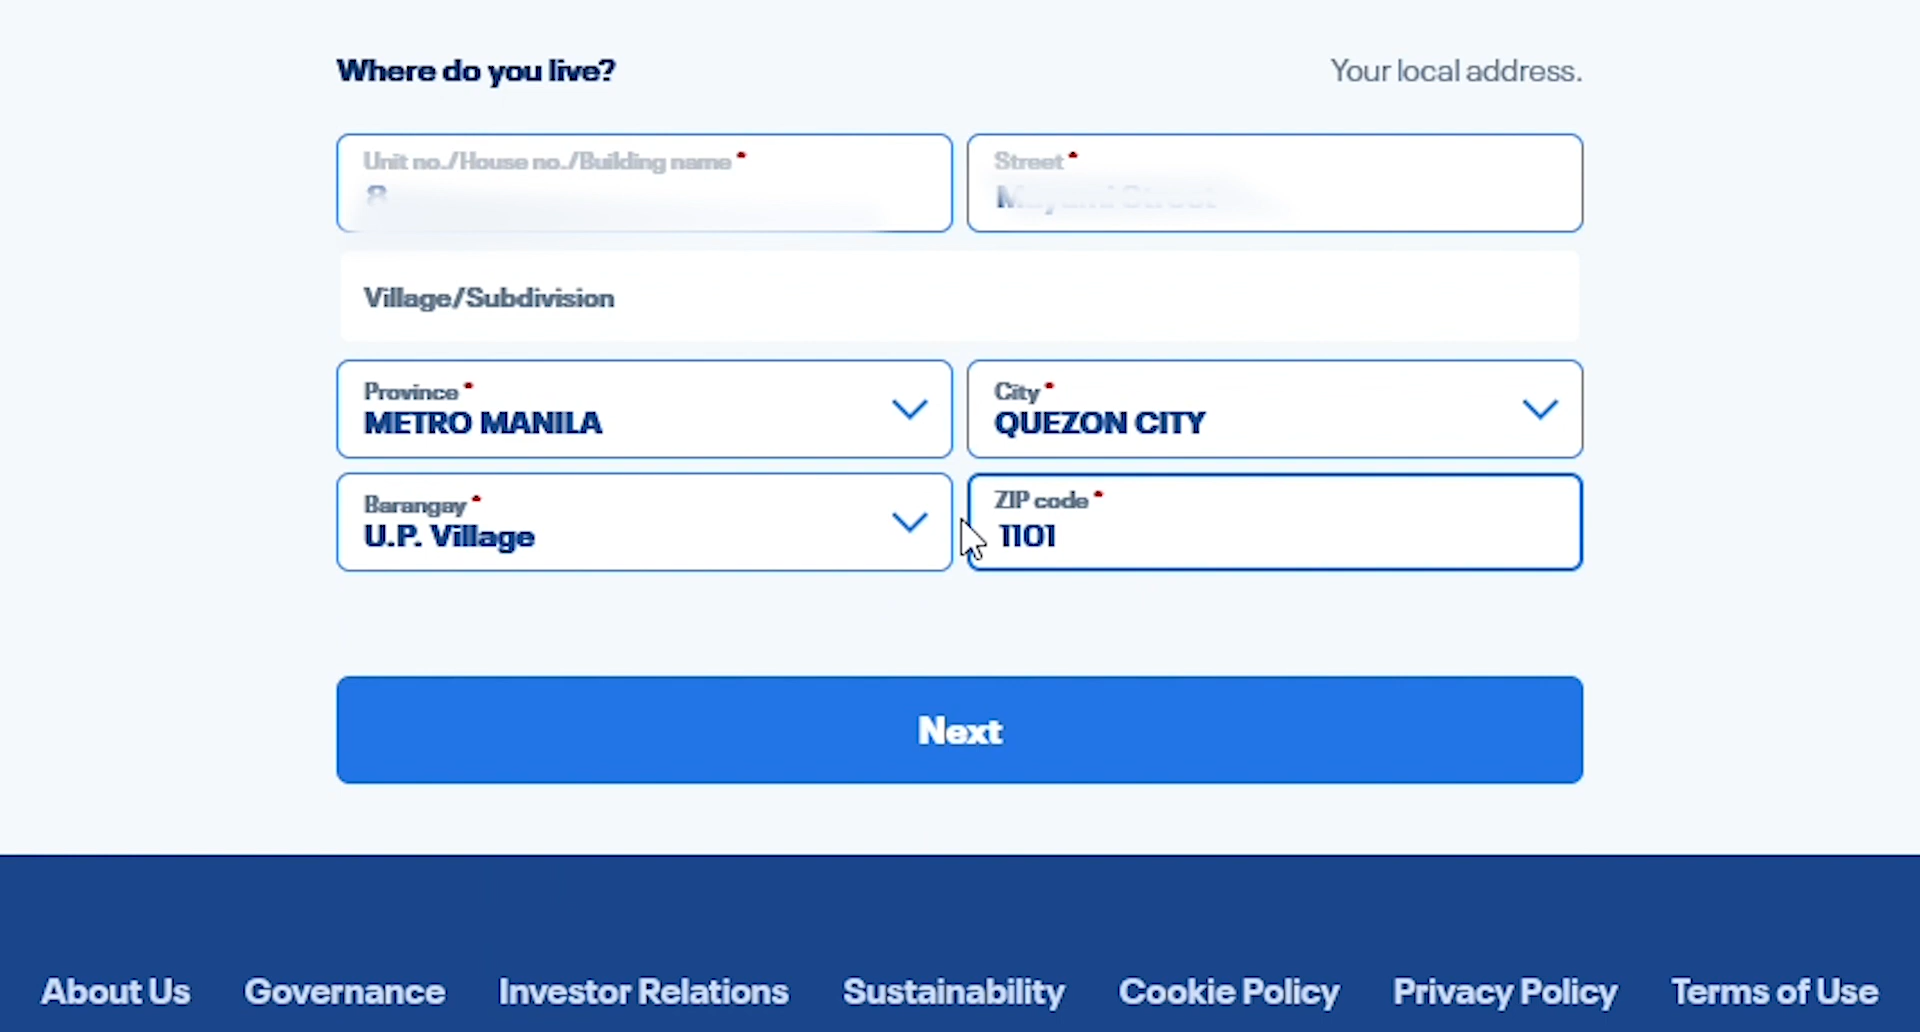 Where do you live?
Your local address.
Unit no./House no./Building name*
8
Street*
Street
Village/Subdivision
Province*
METRO MANILA
City*
QUEZON CITY
Barangay*
U.P. Village
ZIP code*
1101
Next
About Us
Governance
Investor Relations
Sustainability
Cookie Policy
Privacy Policy
Terms of Use